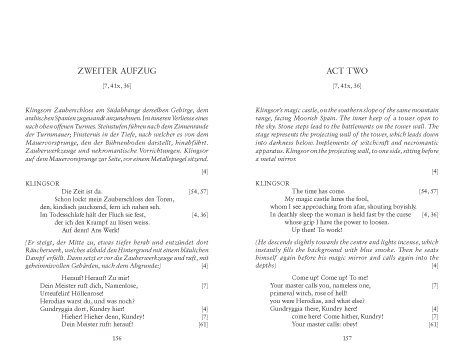 ZWEITER AUFZUG
[7, 41x, 36]
Klingsors Zauberschloss am Südabhange derselben Gebirge, dem
arabischen Spanien zugewandt anzunehmen. Im inneren Verliese eines
nach oben offenen Turmes. Steinstufen führen nach dem Zinnenrande
der Turmmauer; Finsternis in der Tiefe, nach welcher es von dem
Mauervorsprunge, den der Bühnenboden darstellt, hinabführt.
Zauberwerkzeuge und nekromantische Vorrichtungen. Klingsor
auf dem Mauervorsprunge zur Seite, vor einem Metallspiegel sitzend.
[4]
KLINGSOR
Die Zeit ist da. [54, 57]
Schon lockt mein Zauberschloss den Toren,
den, kindisch jauchzend, fern ich nahen seh.
Im Todesschlafe hält der Fluch sie fest, [4, 36]
der ich den Krampf zu lösen weiss.
Auf denn! Ans Werk!
(Er steigt, der Mitte zu, etwas tiefer herab und entzündet dort
Räucherwerk, welches alsbald den Hintergrund mit einem bläulichen
Dampf erfüllt. Dann setzt er vor die Zauberwerkzeuge und ruft, mit
geheimnisvollen Gebärden, nach dem Abgrunde:) [4]
Herauf! Herauf! Zu mir!
Dein Meister ruft dich, Namenlose, [7]
Urteufelin! Höllenrose!
Herodias warst du, und was noch?
Gundryggia dort, Kundry hier! [4]
Hieher! Hieher denn, Kundry! [7]
Dein Meister ruft: herauf! [61]
156
ACT TWO
[7, 41x, 36]
Klingsor's magic castle, on the southern slope of the same mountain
range, facing Moorish Spain. The inner keep of a tower open to
the sky. Stone steps lead to the battlements on the tower wall. The
stage represents the projecting wall of the tower, which leads down
into darkness below. Implements of witchcraft and necromantic
apparatus. Klingsor on the projecting wall, to one side, sitting before
a metal mirror.
[4]
KLINGSOR
The time has come. [54, 57]
My magic castle lures the fool,
whom I see approaching from afar, shouting boyishly.
In deathly sleep the woman is held fast by the curse [4, 36]
whose grip I have the power to loosen.
Up then! To work!
(He descends slightly towards the centre and lights incense, which
instantly fills the background with blue smoke. Then he seats
himself again before his magic mirror and calls again into the
depths) [4]
Come up! Come up! To me!
Your master calls you, nameless one, [7]
primeval witch, rose of hell!
you were Herodias, and what else?
Gundryggia there, Kundry here! [4]
come here! Come hither, Kundry! [7]
Your master calls: obey! [61]
157